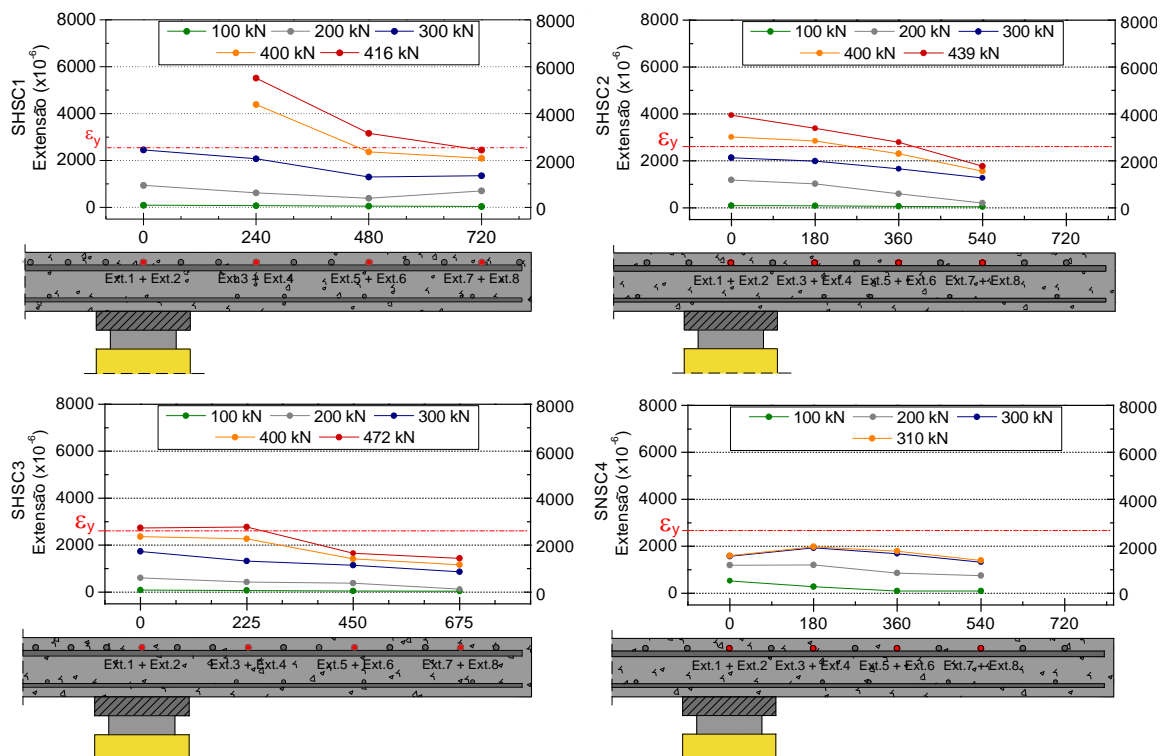 8000 8000
100 kN 200 kN 300 kN
400 kN 416 kN
6000 6000
SHSC1
Extensão (x10⁻⁶)
4000 4000
εy
2000 2000
0 0
0 240 480 720
Ext.1 + Ext.2 Ext.3 + Ext.4 Ext.5 + Ext.6 Ext.7 + Ext.8
8000 8000
100 kN 200 kN 300 kN
400 kN 439 kN
6000 6000
SHSC2
Extensão (x10⁻⁶)
4000 4000
εy
2000 2000
0 0
0 180 360 540 720
Ext.1 + Ext.2 Ext.3 + Ext.4 Ext.5 + Ext.6 Ext.7 + Ext.8
8000 8000
100 kN 200 kN 300 kN
400 kN 472 kN
6000 6000
SHSC3
Extensão (x10⁻⁶)
4000 4000
εy
2000 2000
0 0
0 225 450 675
Ext.1 + Ext.2 Ext.3 + Ext.4 Ext.5 + Ext.6 Ext.7 + Ext.8
8000 8000
100 kN 200 kN 300 kN
310 kN
6000 6000
SNSC4
Extensão (x10⁻⁶)
4000 4000
εy
2000 2000
0 0
0 180 360 540 720
Ext.1 + Ext.2 Ext.3 + Ext.4 Ext.5 + Ext.6 Ext.7 + Ext.8